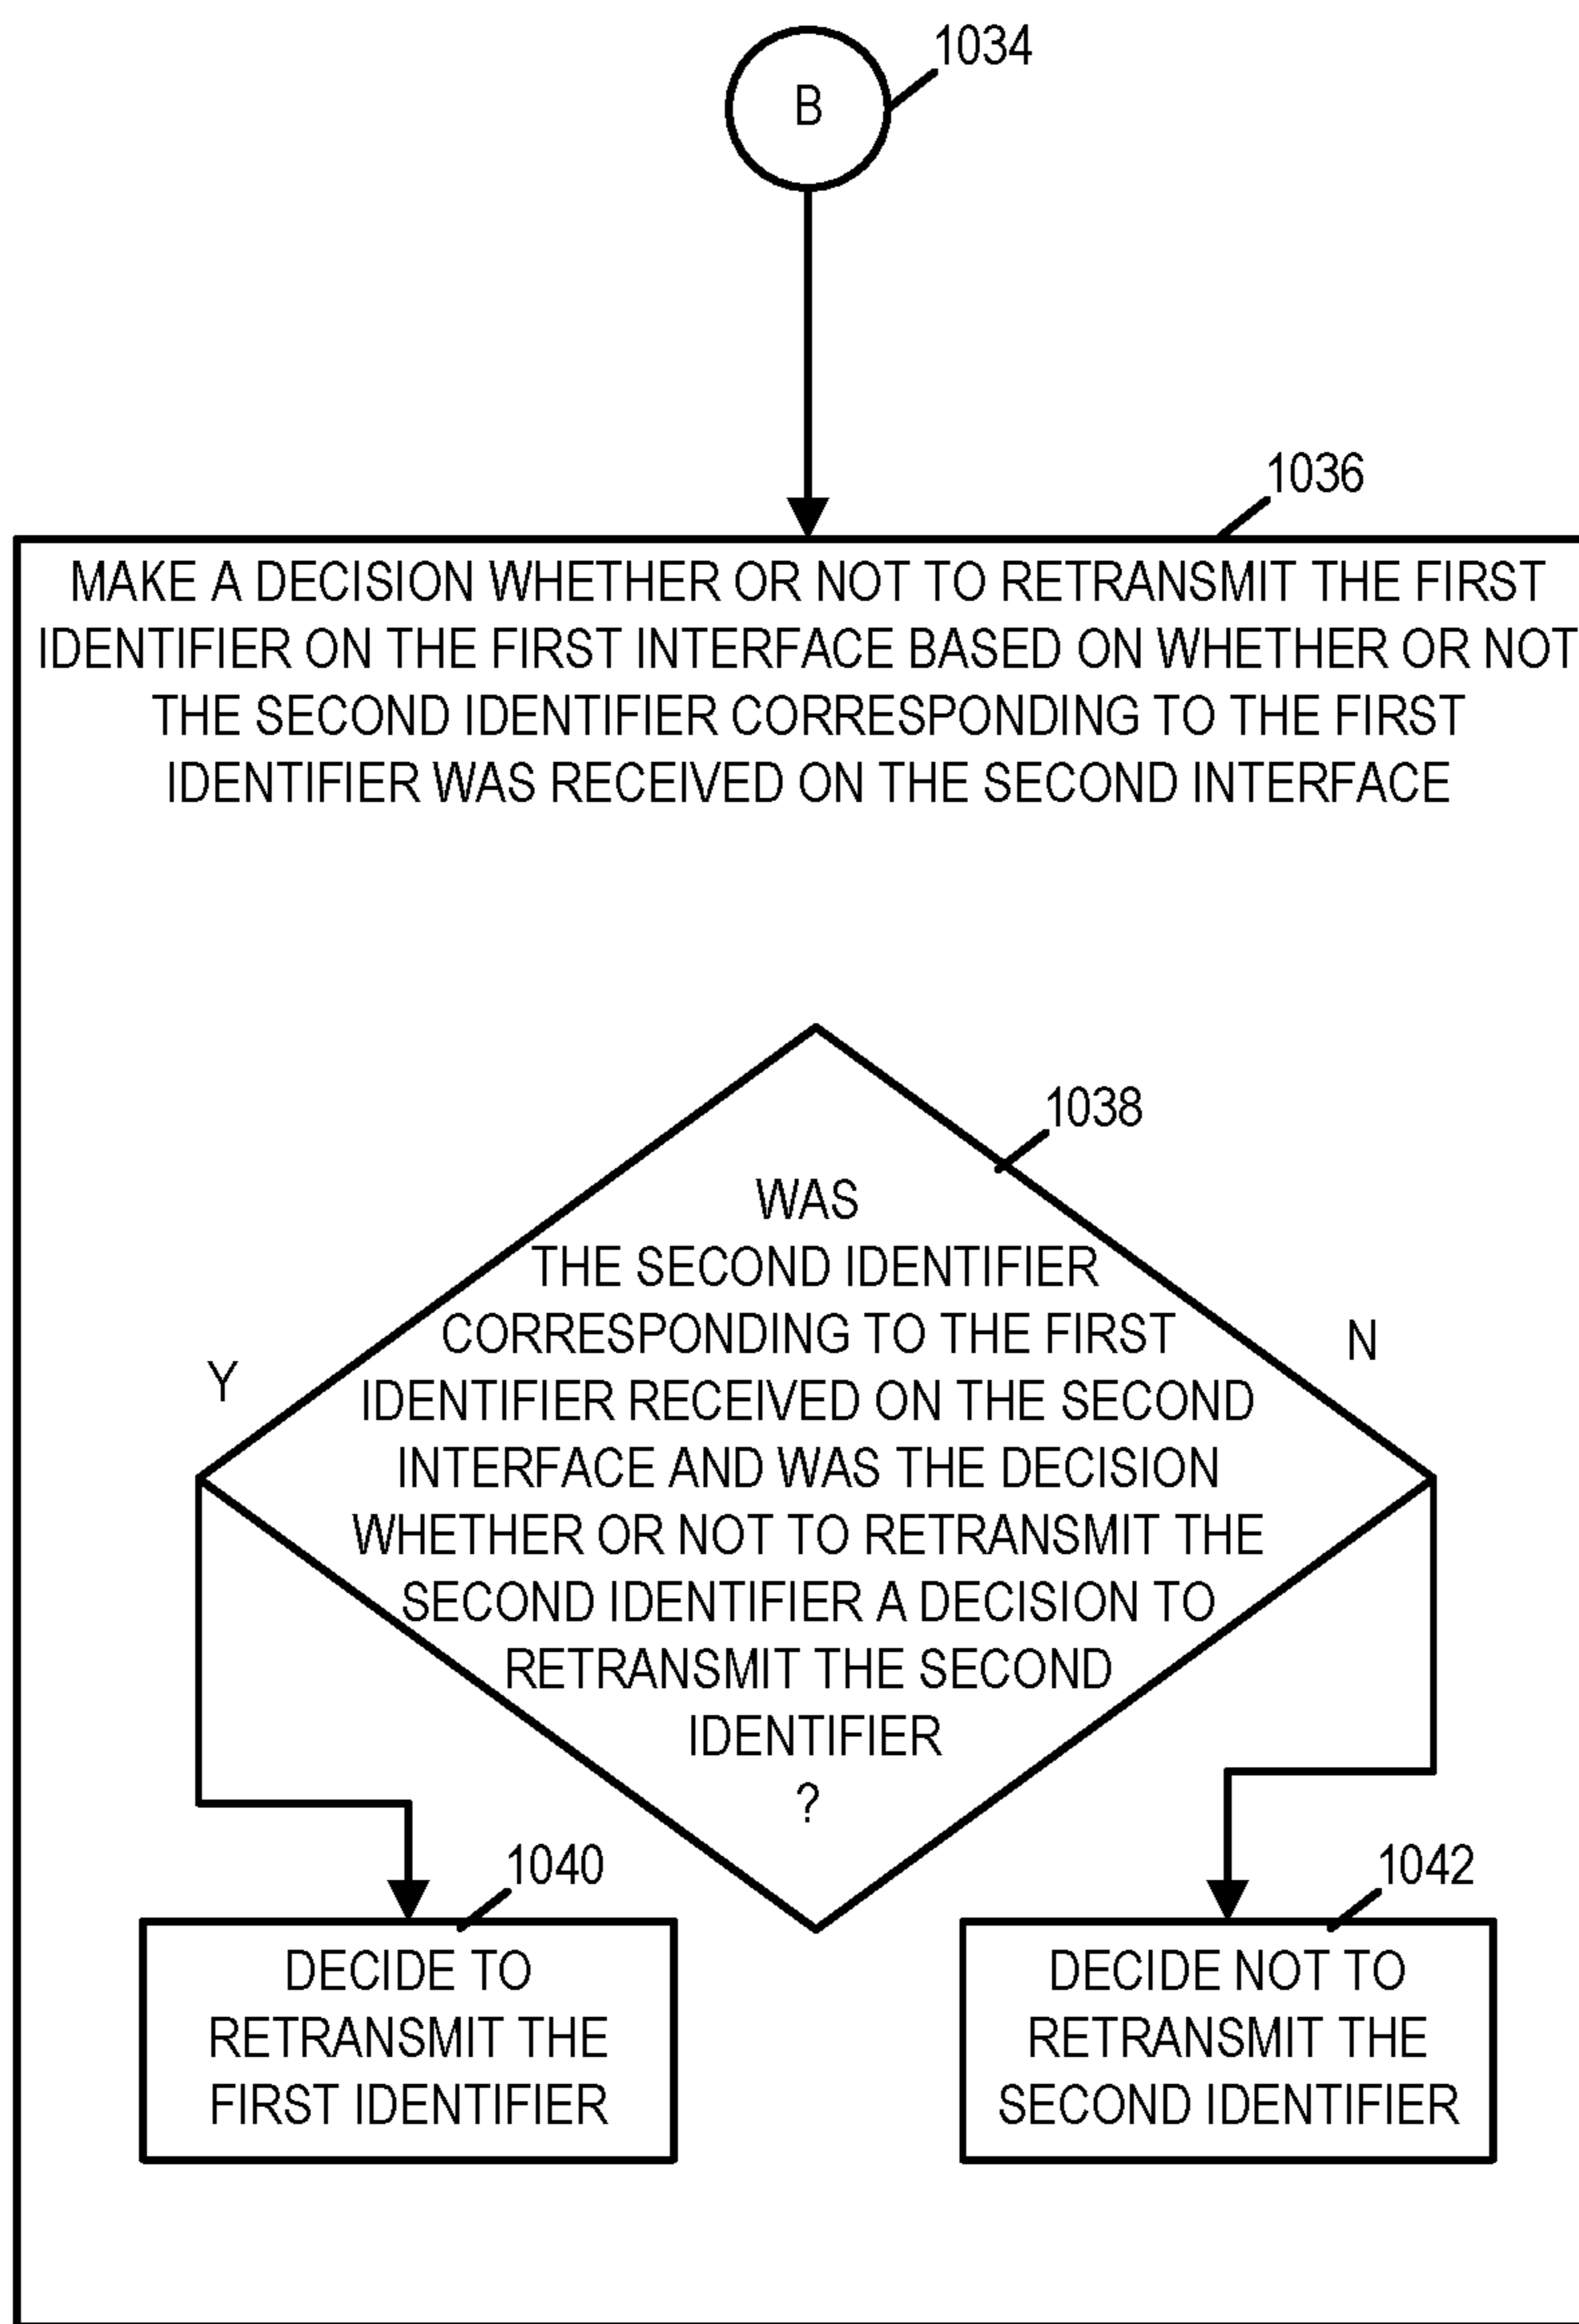 1034
B
1036
MAKE A DECISION WHETHER OR NOT TO RETRANSMIT THE FIRST
IDENTIFIER ON THE FIRST INTERFACE BASED ON WHETHER OR NOT
THE SECOND IDENTIFIER CORRESPONDING TO THE FIRST
IDENTIFIER WAS RECEIVED ON THE SECOND INTERFACE
1038
WAS
THE SECOND IDENTIFIER
CORRESPONDING TO THE FIRST
IDENTIFIER RECEIVED ON THE SECOND
INTERFACE AND WAS THE DECISION
WHETHER OR NOT TO RETRANSMIT THE
SECOND IDENTIFIER A DECISION TO
RETRANSMIT THE SECOND
IDENTIFIER
?
Y
N
1040
DECIDE TO
RETRANSMIT THE
FIRST IDENTIFIER
1042
DECIDE NOT TO
RETRANSMIT THE
SECOND IDENTIFIER